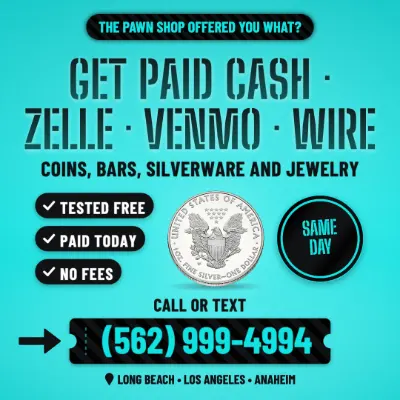 THE PAWN SHOP OFFERED YOU WHAT?
GET PAID CASH ·
ZELLE · VENMO · WIRE
COINS, BARS, SILVERWARE AND JEWELRY
✓ TESTED FREE
✓ PAID TODAY
✓ NO FEES
UNITED STATES OF AMERICA
1 OZ. FINE SILVER~ONE DOLLAR
SAME
DAY
CALL OR TEXT
(562) 999-4994
LONG BEACH • LOS ANGELES • ANAHEIM